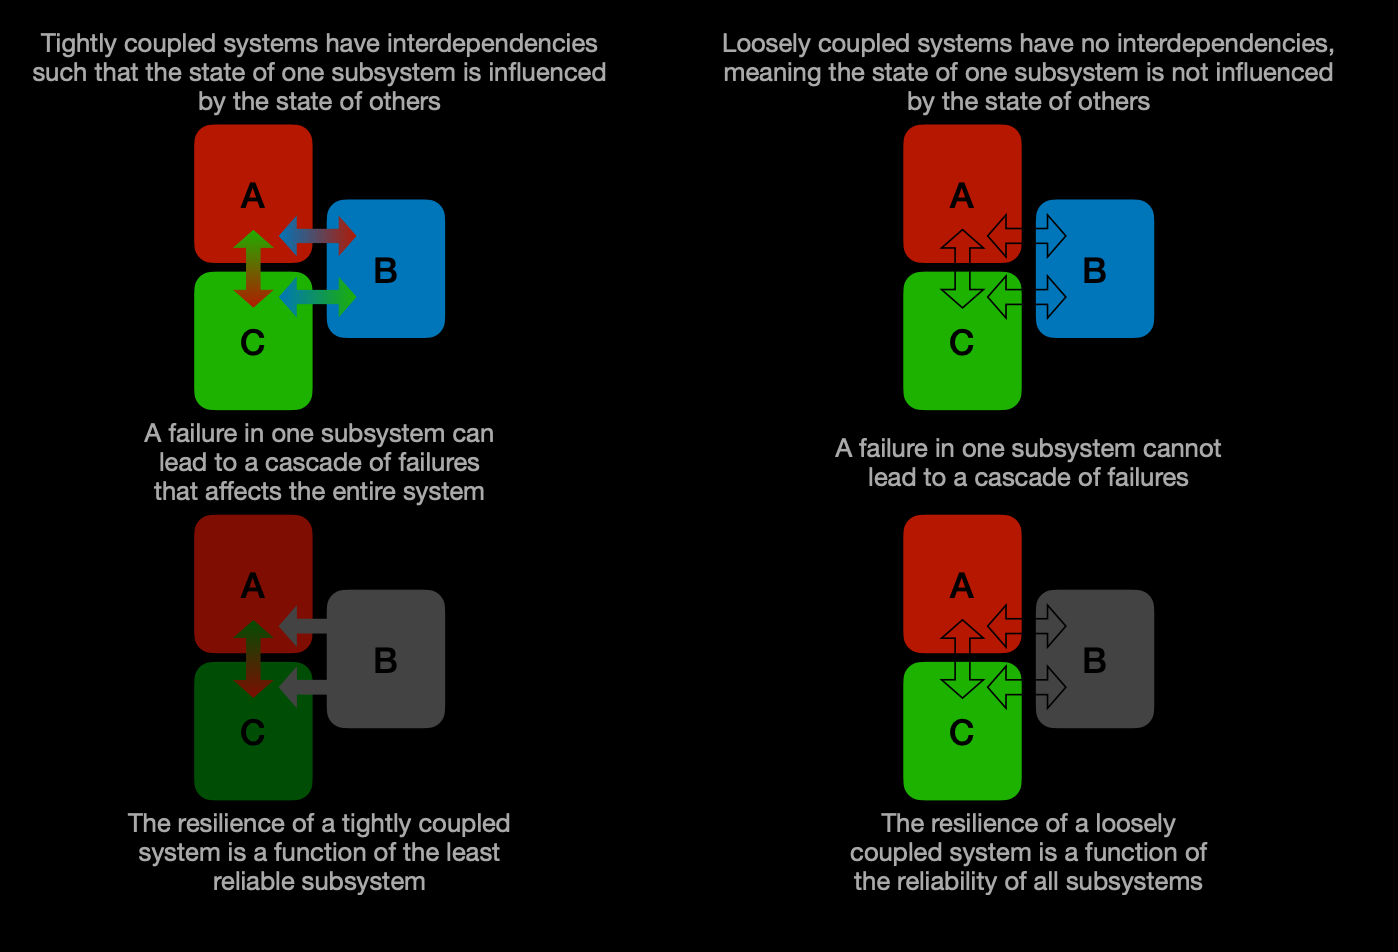 Tightly coupled systems have interdependencies
such that the state of one subsystem is influenced
by the state of others
A
B
C
A failure in one subsystem can
lead to a cascade of failures
that affects the entire system
A
B
C
The resilience of a tightly coupled
system is a function of the least
reliable subsystem
Loosely coupled systems have no interdependencies,
meaning the state of one subsystem is not influenced
by the state of others
A
B
C
A failure in one subsystem cannot
lead to a cascade of failures
A
B
C
The resilience of a loosely
coupled system is a function of
the reliability of all subsystems